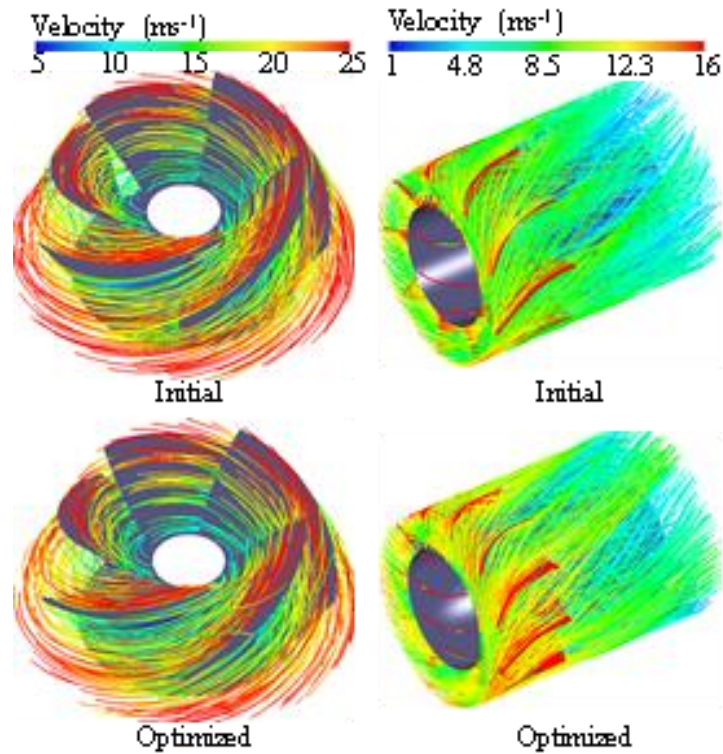 Velocity (ms⁻¹)
5 10 15 20 25
Velocity (ms⁻¹)
1 4.8 8.5 12.3 16
Initial
Initial
Optimized
Optimized